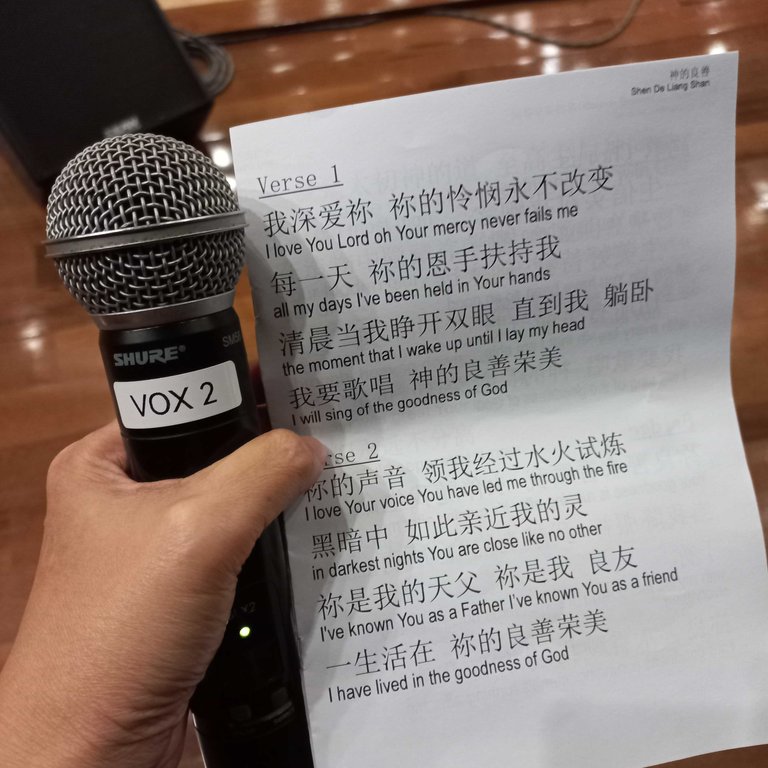 神的良善
Shen De Liang Shan
Verse 1
我深爱祢 祢的怜悯永不改变
I love You Lord oh Your mercy never fails me
每一天 祢的恩手扶持我
all my days I've been held in Your hands
清晨当我睁开双眼 直到我 躺卧
the moment that I wake up until I lay my head
我要歌唱 神的良善荣美
I will sing of the goodness of God
rse 2
祢的声音 领我经过水火试炼
I love Your voice You have led me through the fire
黑暗中 如此亲近我的灵
in darkest nights You are close like no other
祢是我的天父 祢是我 良友
I've known You as a Father I've known You as a friend
一生活在 祢的良善荣美
I have lived in the goodness of God
SHURE®
VOX 2